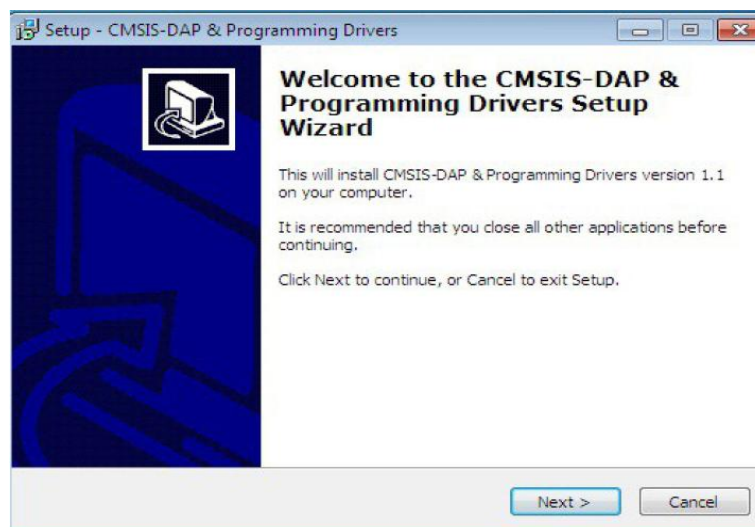 Setup - CMSIS-DAP & Programming Drivers
Welcome to the CMSIS-DAP &
Programming Drivers Setup
Wizard
This will install CMSIS-DAP & Programming Drivers version 1.1
on your computer.
It is recommended that you close all other applications before
continuing.
Click Next to continue, or Cancel to exit Setup.
Next >
Cancel